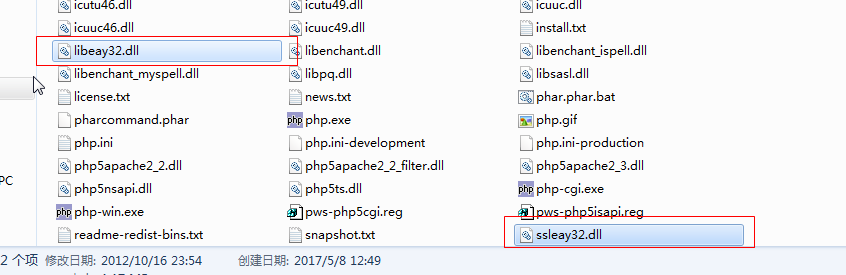 icutu46.dll icutu49.dll icuuc.dll
icuuc46.dll icuuc49.dll install.txt
libeay32.dll libenchant.dll libenchant_ispell.dll
libenchant_myspell.dll libpq.dll libsasl.dll
license.txt news.txt phar.phar.bat
pharcommand.phar php php.exe php.gif
php.ini php.ini-development php.ini-production
php5apache2_2.dll php5apache2_2_filter.dll php5apache2_3.dll
PC php5nsapi.dll php5ts.dll php php-cgi.exe
php php-win.exe pws-php5cgi.reg pws-php5isapi.reg
readme-redist-bins.txt snapshot.txt ssleay32.dll
2 个项 修改日期: 2012/10/16 23:54 创建日期: 2017/5/8 12:49